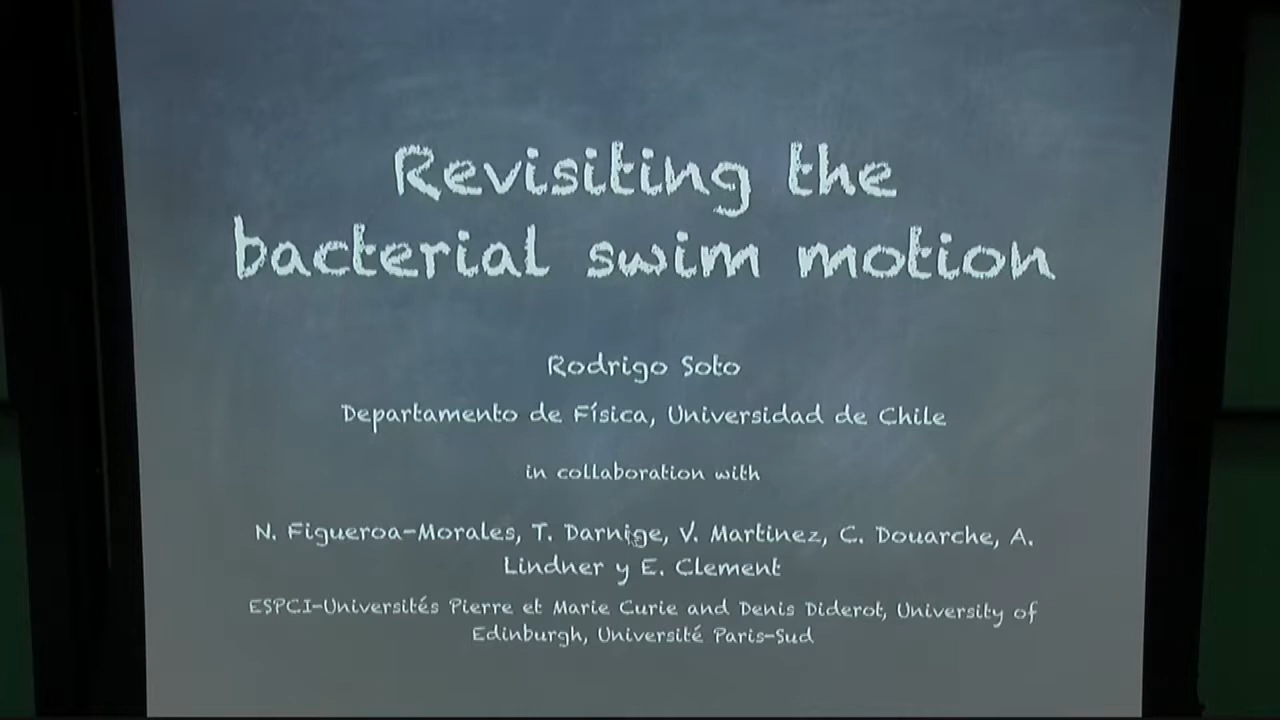 Revisiting the
bacterial swim motion
Rodrigo Soto
Departamento de Física, Universidad de Chile
in collaboration with
N. Figueroa-Morales, T. Darnige, V. Martinez, C. Douarche, A.
Lindner y E. Clement
ESPCI-Universités Pierre et Marie Curie and Denis Diderot, University of
Edinburgh, Université Paris-Sud